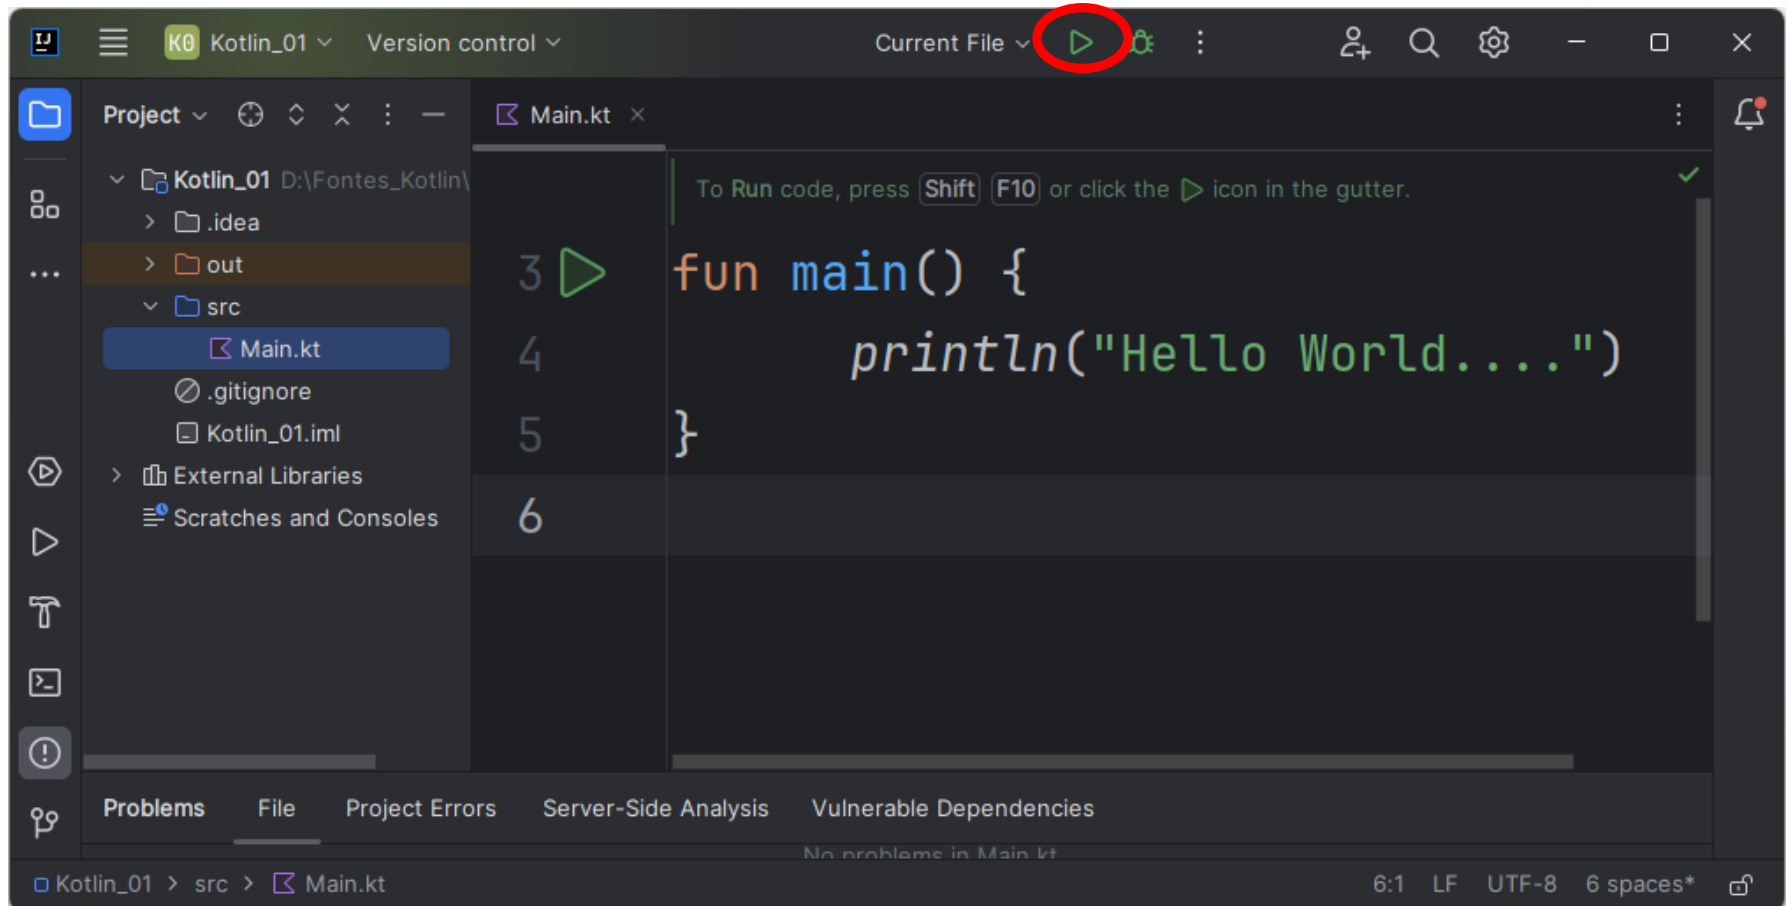 IJ K0 Kotlin_01 Version control Current File
Project
Main.kt
Kotlin_01 D:\Fontes_Kotlin\
.idea
out
src
Main.kt
.gitignore
Kotlin_01.iml
External Libraries
Scratches and Consoles
To Run code, press Shift F10 or click the icon in the gutter.
3 fun main() {
4 println("Hello World....")
5 }
6
Problems File Project Errors Server-Side Analysis Vulnerable Dependencies
No problems in Main.kt
Kotlin_01 > src > Main.kt 6:1 LF UTF-8 6 spaces*